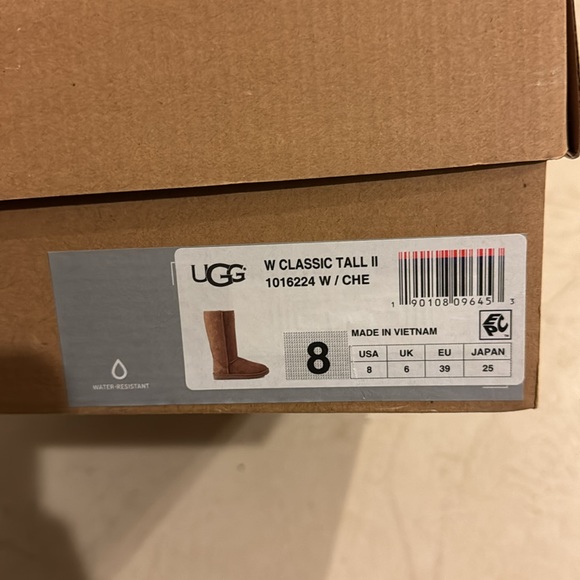 UGG
W CLASSIC TALL II
1016224 W / CHE
1 90108 09645 3
8
MADE IN VIETNAM
EPC
USA UK EU JAPAN
8 6 39 25
WATER-RESISTANT